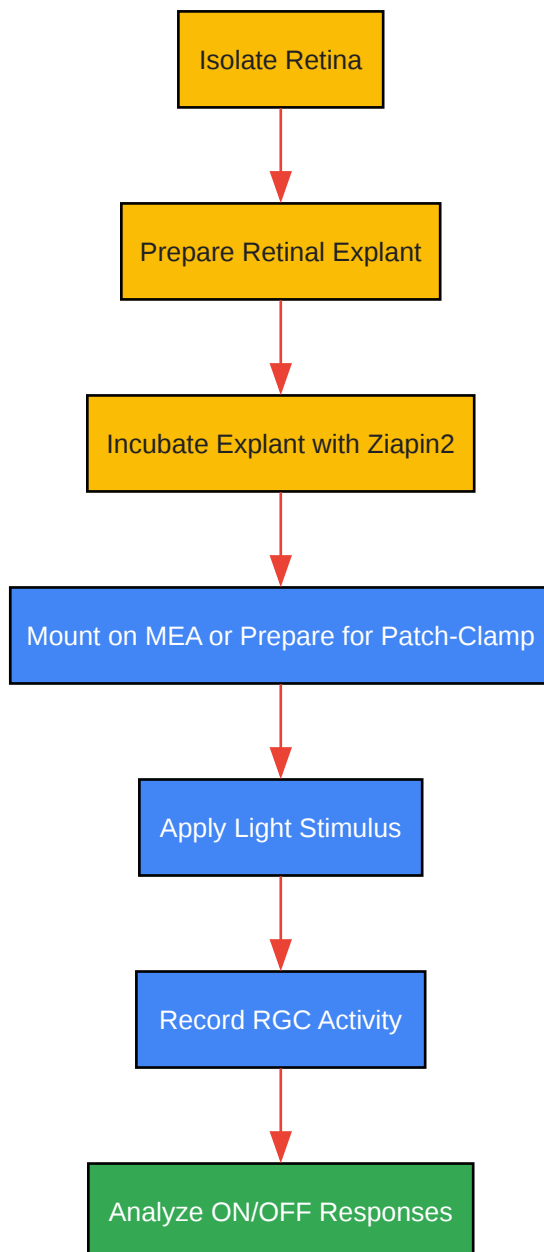 Isolate Retina
Prepare Retinal Explant
Incubate Explant with Ziapin2
Mount on MEA or Prepare for Patch-Clamp
Apply Light Stimulus
Record RGC Activity
Analyze ON/OFF Responses